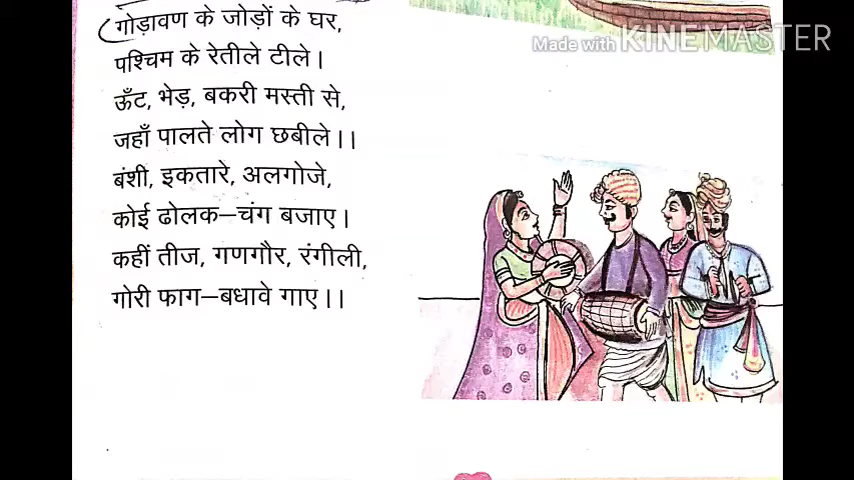 Made with KINEMASTER
गोड़ावण के जोड़ों के घर,
पश्चिम के रेतीले टीले।
ऊँट, भेड़, बकरी मस्ती से,
जहाँ पालते लोग छबीले।।
बंशी, इकतारे, अलगोजे,
कोई ढोलक–चंग बजाए।
कहीं तीज, गणगौर, रंगीली,
गोरी फाग–बधावे गाए।।